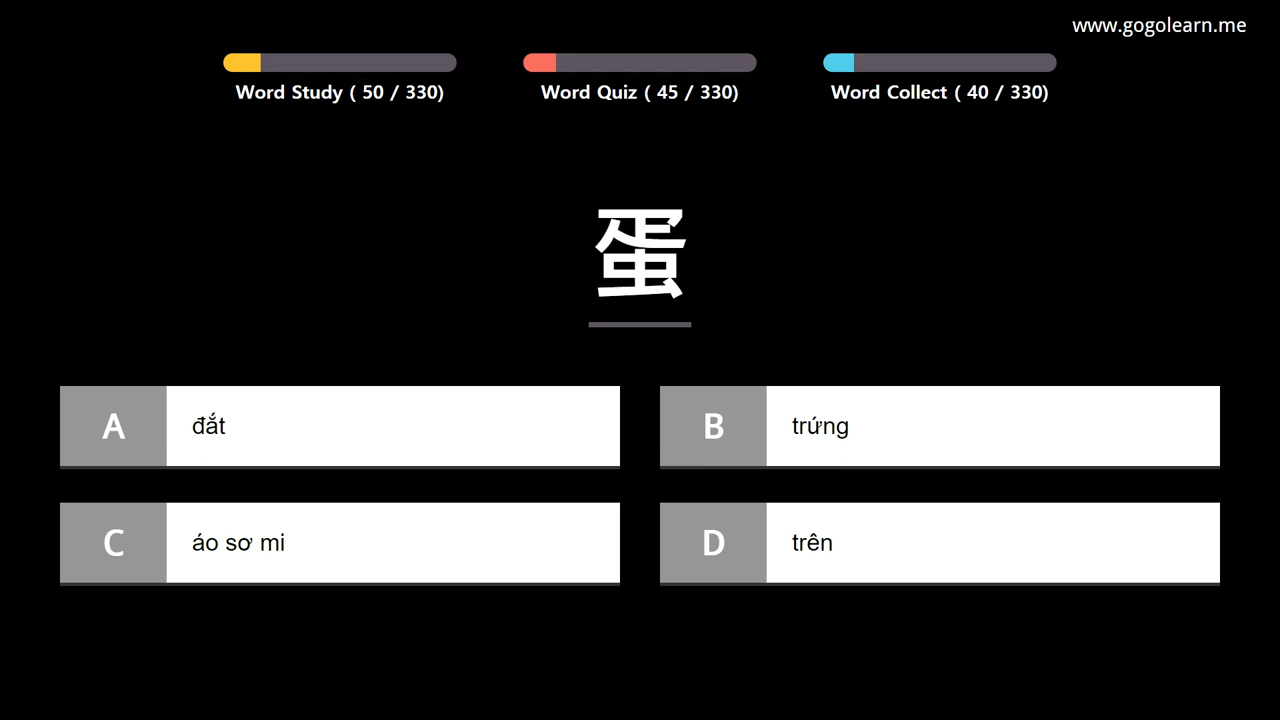 www.gogolearn.me
Word Study ( 50 / 330)
Word Quiz ( 45 / 330)
Word Collect ( 40 / 330)
蛋
A
đắt
B
trứng
C
áo sơ mi
D
trên